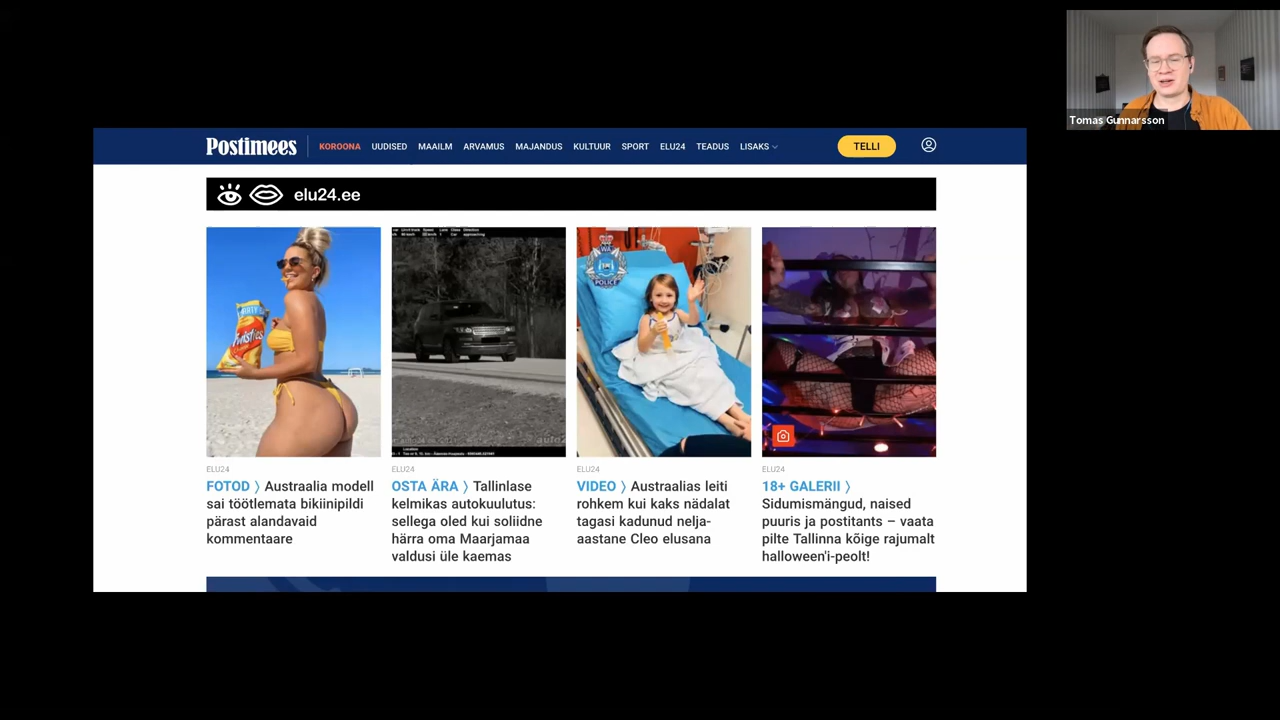 Tomas Gunnarsson
Postimees
KOROONA UUDISED MAAILM ARVAMUS MAJANDUS KULTUUR SPORT ELU24 TEADUS LISAKS
TELLI
elu24.ee
Twisties
WA
POLICE
ELU24
FOTOD 〉 Austraalia modell
sai töötlemata bikiinipildi
pärast alandavaid
kommentaare
ELU24
OSTA ÄRA 〉 Tallinlase
kelmikas autokuulutus:
sellega oled kui soliidne
härra oma Maarjamaa
valdusi üle kaemas
ELU24
VIDEO 〉 Austraalias leiti
rohkem kui kaks nädalat
tagasi kadunud nelja-
aastane Cleo elusana
ELU24
18+ GALERII 〉
Sidumismängud, naised
puuris ja postitants – vaata
pilte Tallinna kõige rajumalt
halloween'i-peolt!